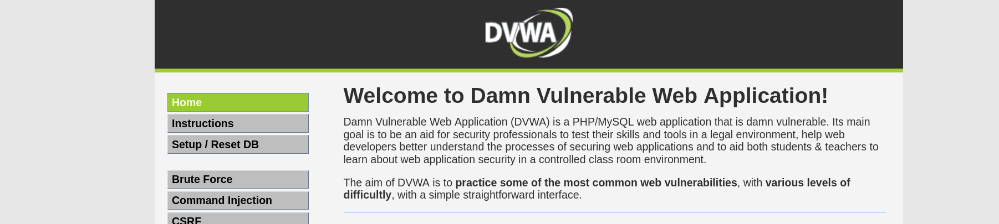 DVWA
Home
Instructions
Setup / Reset DB
Brute Force
Command Injection
CSRF
Welcome to Damn Vulnerable Web Application!
Damn Vulnerable Web Application (DVWA) is a PHP/MySQL web application that is damn vulnerable. Its main
goal is to be an aid for security professionals to test their skills and tools in a legal environment, help web
developers better understand the processes of securing web applications and to aid both students & teachers to
learn about web application security in a controlled class room environment.
The aim of DVWA is to practice some of the most common web vulnerabilities, with various levels of
difficultly, with a simple straightforward interface.